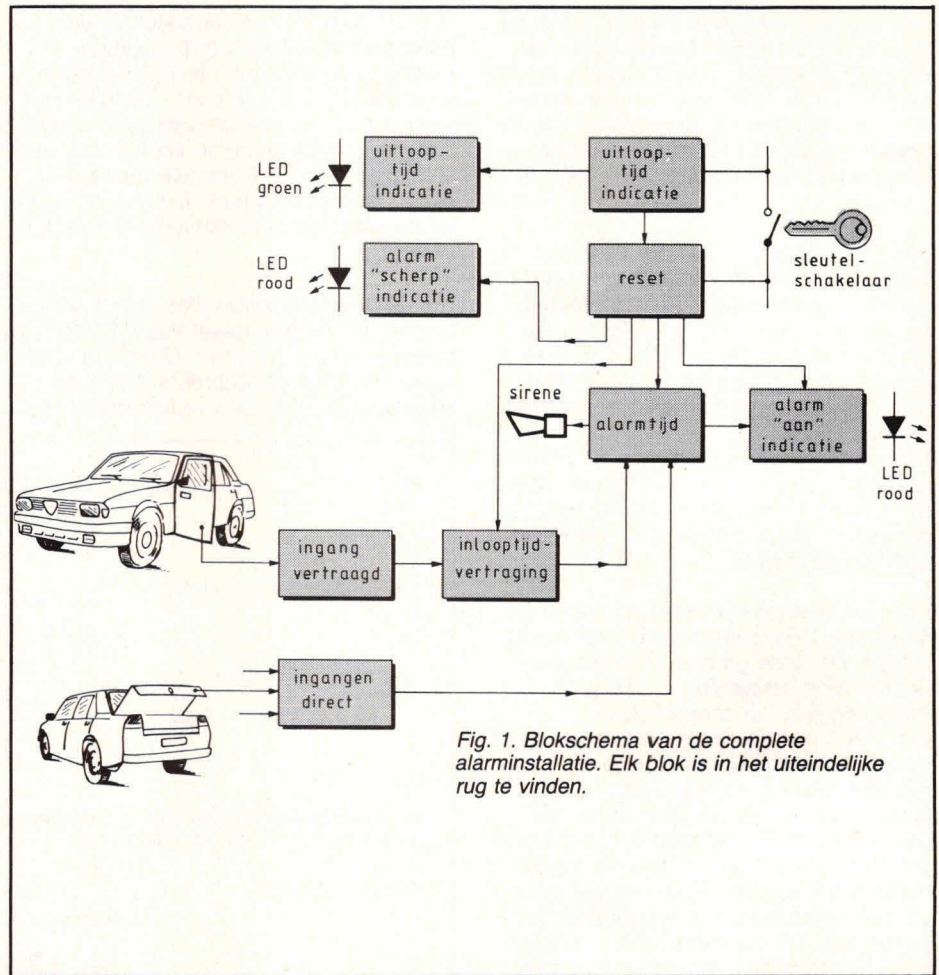 LED
groen
uitloop-
tijd
indicatie
uitloop-
tijd
indicatie
LED
rood
alarm
"scherp"
indicatie
reset
sleutel-
schakelaar
sirene
alarmtijd
alarm
"aan"
indicatie
LED
rood
ingang
vertraagd
inlooptijd-
vertraging
ingangen
direct
Fig. 1. Blokschema van de complete
alarminstallatie. Elk blok is in het uiteindelijke
rug te vinden.